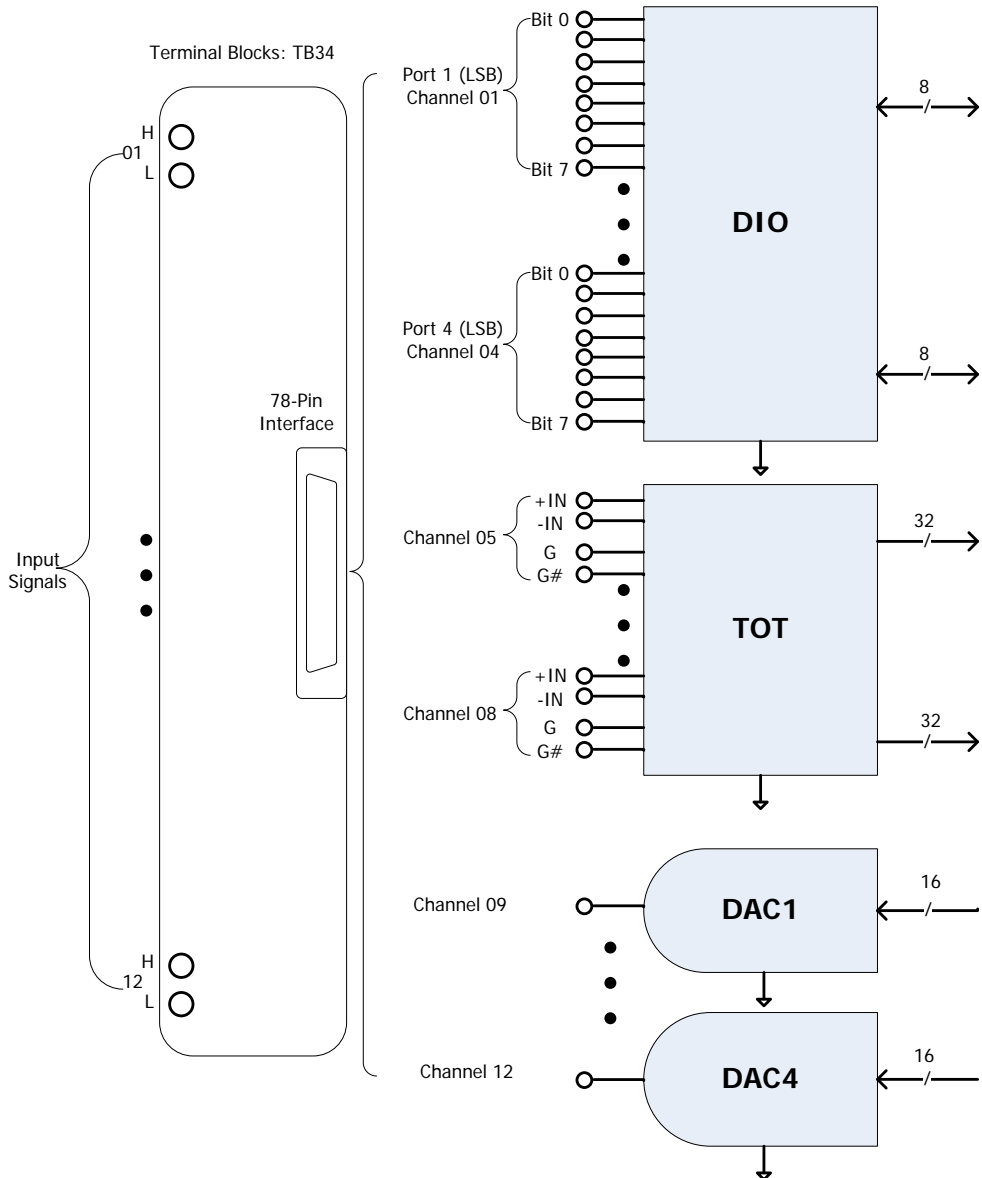 Terminal Blocks: TB34
H
01
L
Input
Signals
78-Pin
Interface
H
12
L
Bit 0
Port 1 (LSB)
Channel 01
Bit 7
Bit 0
Port 4 (LSB)
Channel 04
Bit 7
DIO
8
8
+IN
-IN
Channel 05
G
G#
+IN
-IN
Channel 08
G
G#
TOT
32
32
Channel 09
DAC1
16
Channel 12
DAC4
16